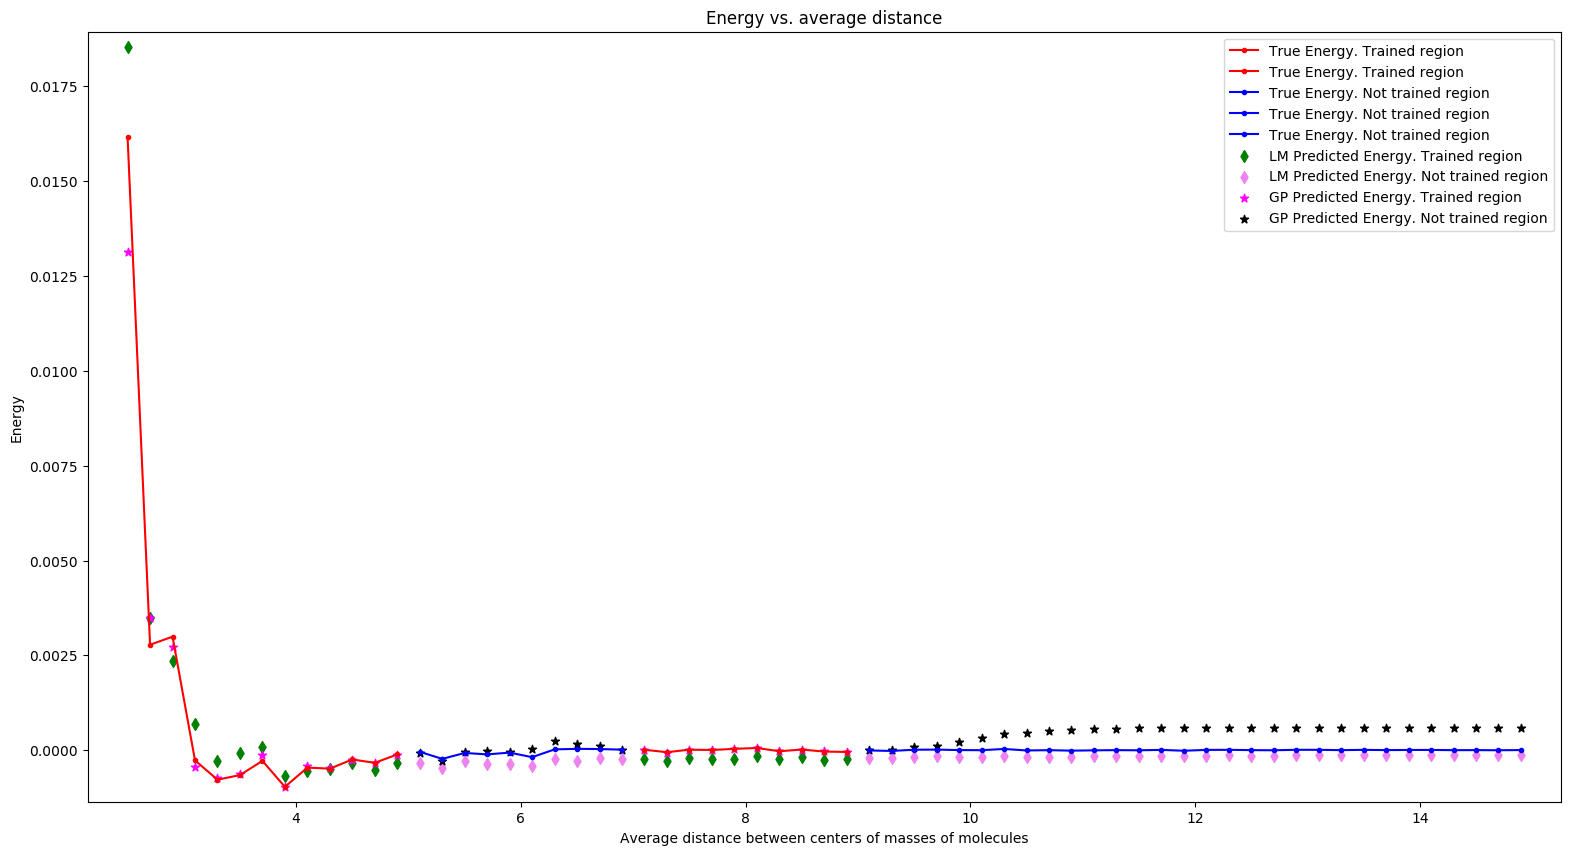 Energy vs. average distance
True Energy. Trained region
True Energy. Trained region
True Energy. Not trained region
True Energy. Not trained region
True Energy. Not trained region
LM Predicted Energy. Trained region
LM Predicted Energy. Not trained region
GP Predicted Energy. Trained region
GP Predicted Energy. Not trained region
Energy
0.0175
0.0150
0.0125
0.0100
0.0075
0.0050
0.0025
0.0000
4 6 8 10 12 14
Average distance between centers of masses of molecules